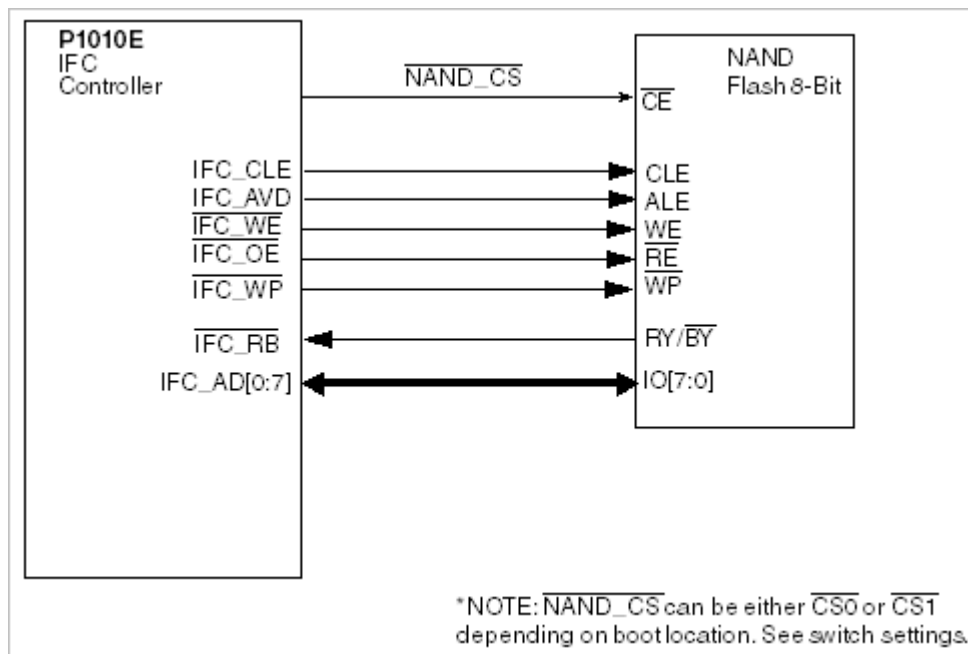 P1010E
IFC
Controller
NAND_CS
NAND
Flash 8-Bit
CE
IFC_CLE
CLE
IFC_AVD
ALE
IFC_WE
WE
IFC_OE
RE
IFC_WP
WP
IFC_RB
RY/BY
IFC_AD[0:7]
IO[7:0]
*NOTE: NAND_CS can be either CS0 or CS1
depending on boot location. See switch settings.